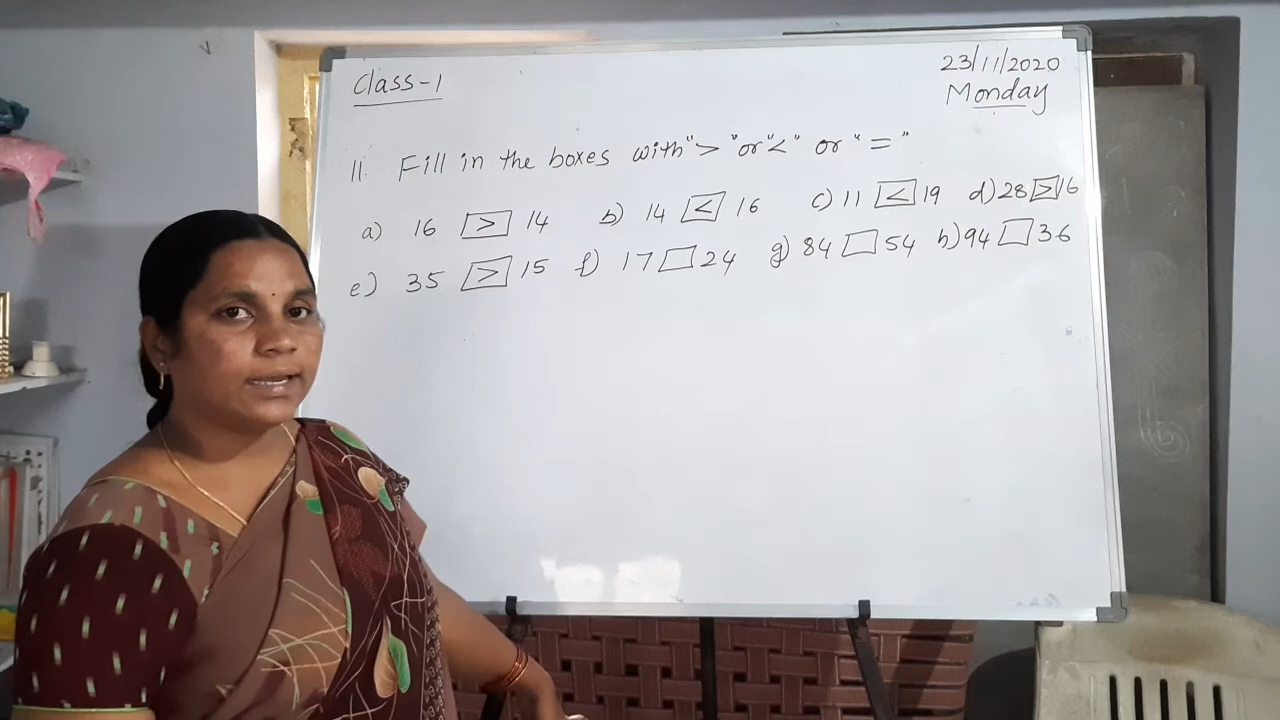 Class-1
23/11/2020
Monday
11. Fill in the boxes with ">" or "<" or "="
a) 16 > 14 b) 14 < 16 c) 11 < 19 d) 28 > 16
e) 35 > 15 f) 17 □ 24 g) 84 □ 54 h) 94 □ 36